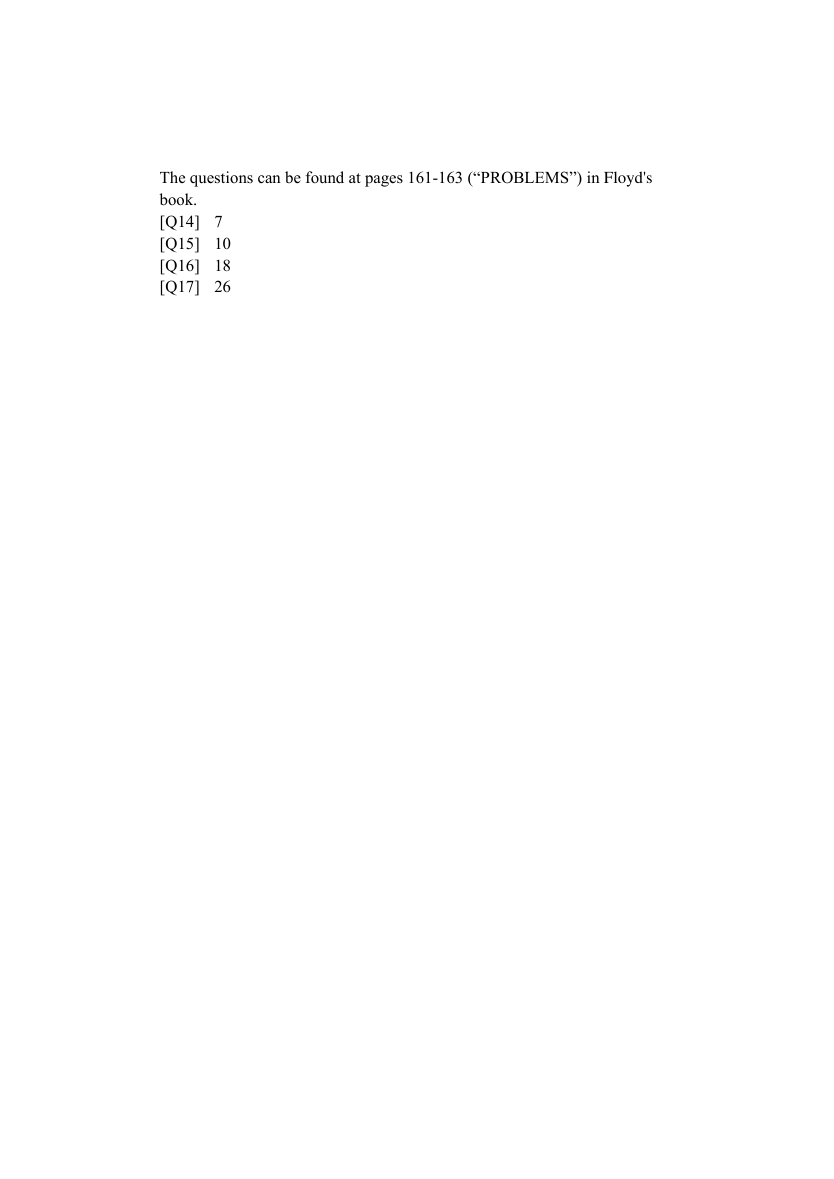 The questions can be found at pages 161-163 (“PROBLEMS”) in Floyd's
book.
[Q14] 7
[Q15] 10
[Q16] 18
[Q17] 26